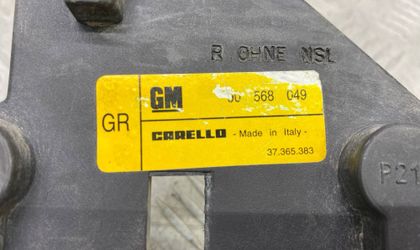 R OHNE NSL
GM 568 049
GR
CARELLO - Made in Italy -
37.365.383
P21